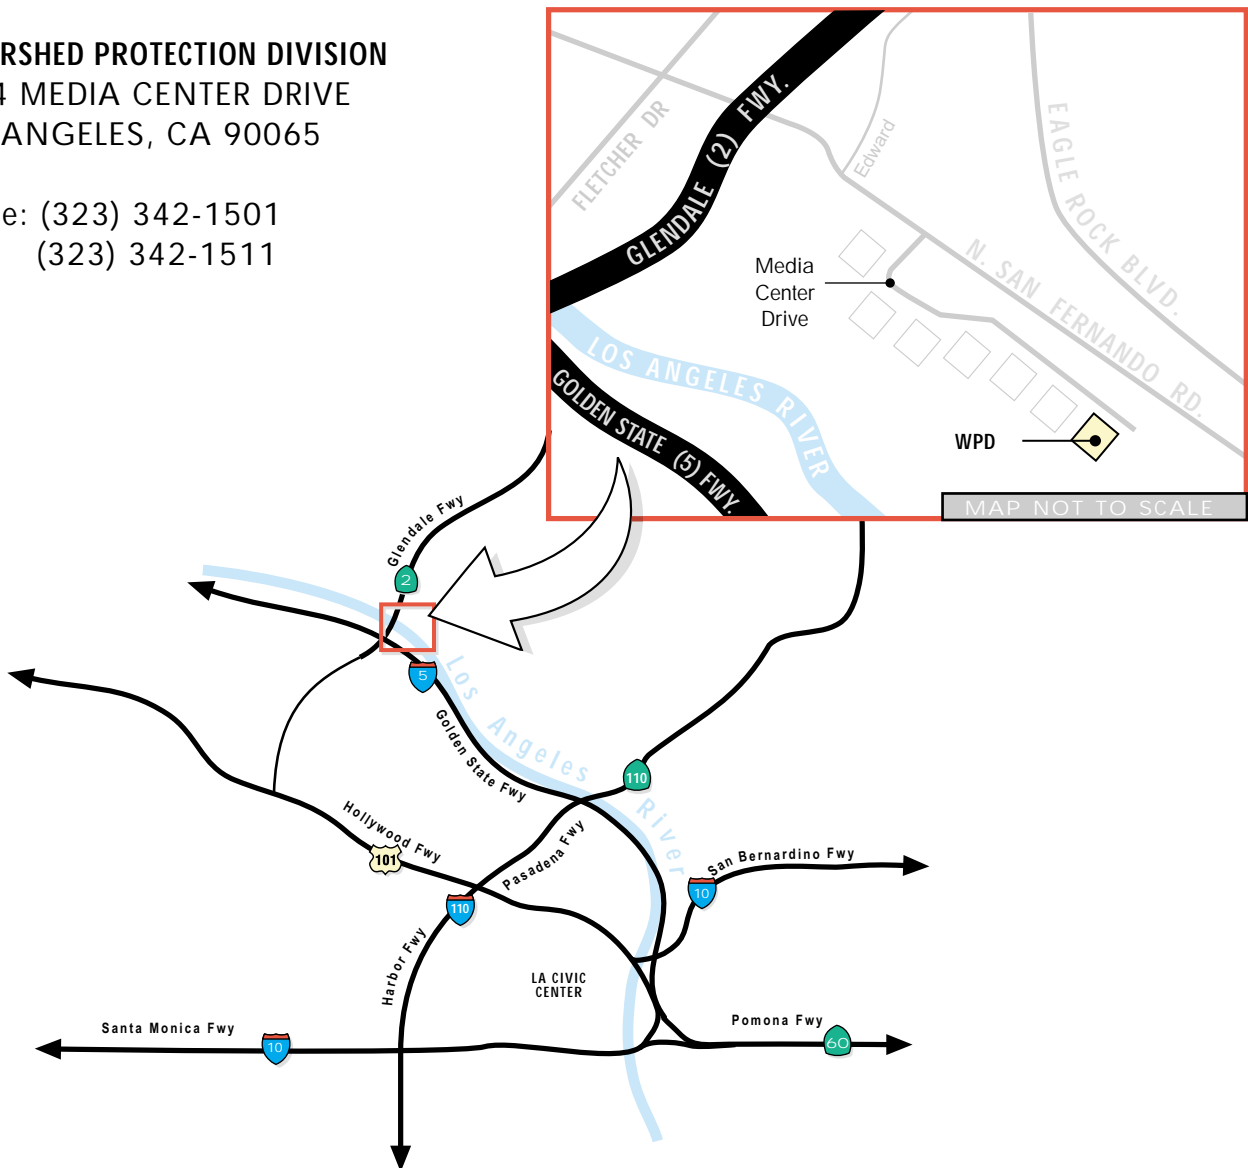 RSHED PROTECTION DIVISION
4 MEDIA CENTER DRIVE
ANGELES, CA 90065
e: (323) 342-1501
(323) 342-1511
FLETCHER DR
GLENDALE (2) FWY.
Edward
EAGLE ROCK BLVD.
N. SAN FERNANDO RD.
Media
Center
Drive
LOS ANGELES RIVER
GOLDEN STATE (5) FWY.
WPD
MAP NOT TO SCALE
Glendale Fwy
2
5
Los Angeles River
Golden State Fwy
110
Hollywood Fwy
101
Pasadena Fwy
San Bernardino Fwy
10
110
Harbor Fwy
LA CIVIC
CENTER
Santa Monica Fwy
10
Pomona Fwy
60